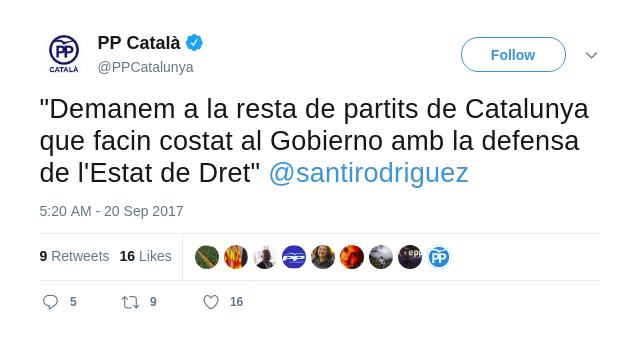 PP
CATALÀ
PP Català
@PPCatalunya
Follow
"Demanem a la resta de partits de Catalunya
que facin costat al Gobierno amb la defensa
de l'Estat de Dret" @santirodriguez
5:20 AM - 20 Sep 2017
9 Retweets 16 Likes
PP
5 9 16